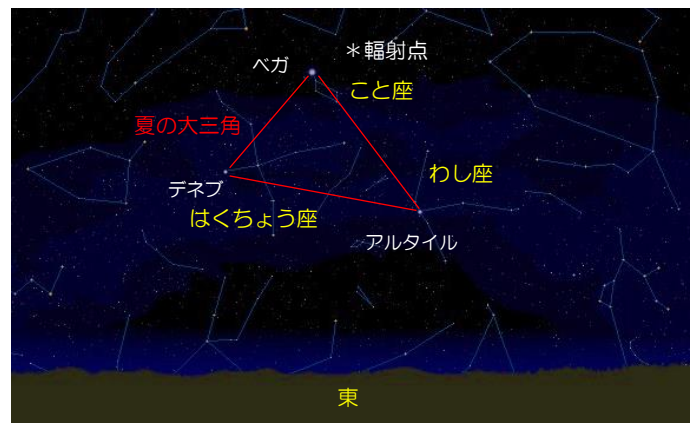 ベガ
＊輻射点
こと座
夏の大三角
わし座
デネブ
はくちょう座
アルタイル
東